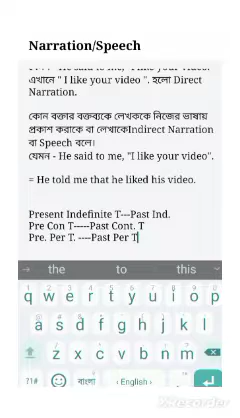 Narration/Speech
এখানে " I like your video ". হলো Direct
Narration.
কোন বক্তার বক্তব্যকে লেখককে নিজের ভাষায়
প্রকাশ করাকে বা লেখাকেIndirect Narration
বা Speech বলে।
যেমন - He said to me, "I like your video".
= He told me that he liked his video.
Present Indefinite T---Past Ind.
Pre Con T-----Past Cont. T
Pre. Per T. ----Past Per T
the to this
q w e r t y u i o p
a s d f g h j k l
z x c v b n m
?1# বাংলা ‹ English › .
XRecorder